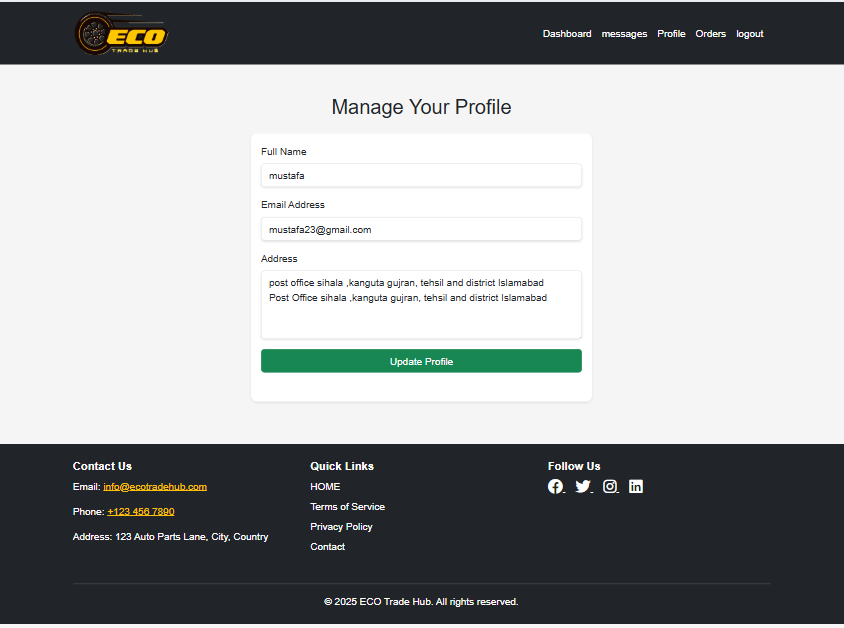 ECO
TRADE HUB
Dashboard messages Profile Orders logout
Manage Your Profile
Full Name
mustafa
Email Address
mustafa23@gmail.com
Address
post office sihala ,kanguta gujran, tehsil and district Islamabad
Post Office sihala ,kanguta gujran, tehsil and district Islamabad
Update Profile
Contact Us
Email: info@ecotradehub.com
Phone: +123 456 7890
Address: 123 Auto Parts Lane, City, Country
Quick Links
HOME
Terms of Service
Privacy Policy
Contact
Follow Us
© 2025 ECO Trade Hub. All rights reserved.